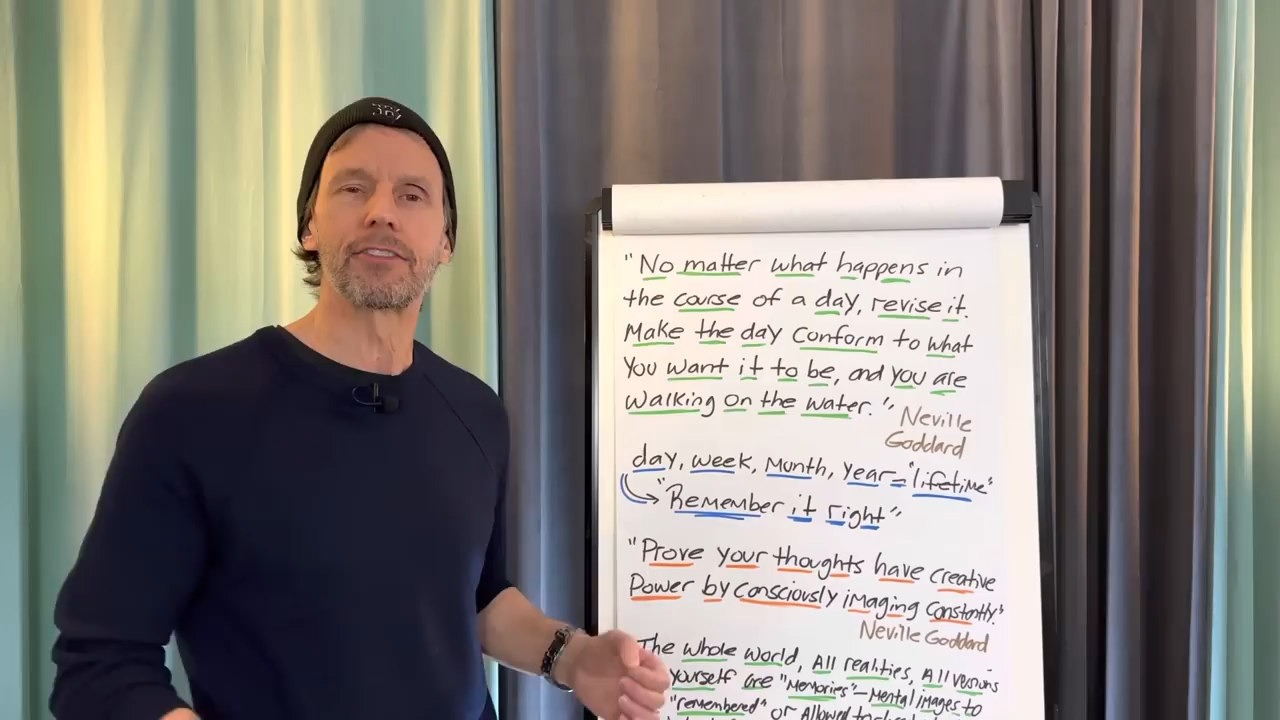 "No matter what happens in
the course of a day, revise it.
Make the day conform to what
You want it to be, and you are
walking on the water."
Neville
Goddard
day, week, Month, year = "lifetime"
"Remember it right"
"Prove your thoughts have creative
Power by consciously imaging constantly."
Neville Goddard
The whole world, All realities, All versions
yourself are "Memories" - Mental images to
"remembered" or Allowed to